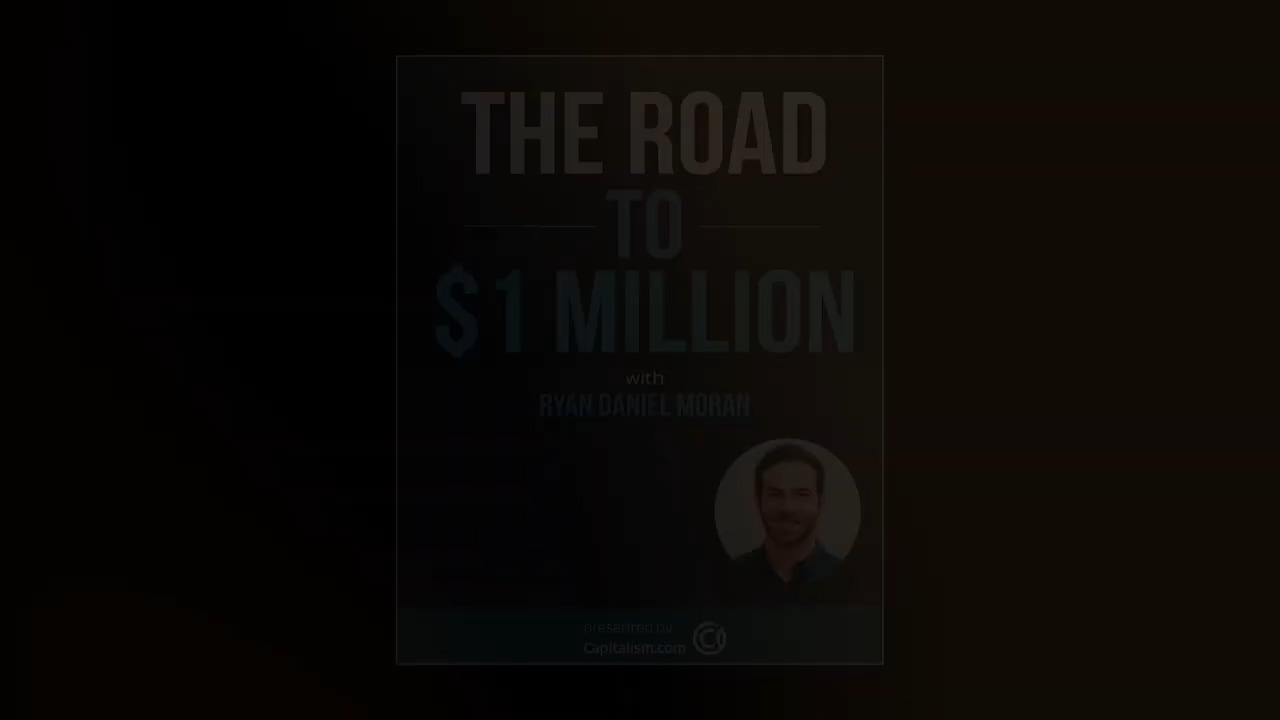 THE ROAD
TO
$1 MILLION
with
RYAN DANIEL MORAN
presented by
Capitalism.com